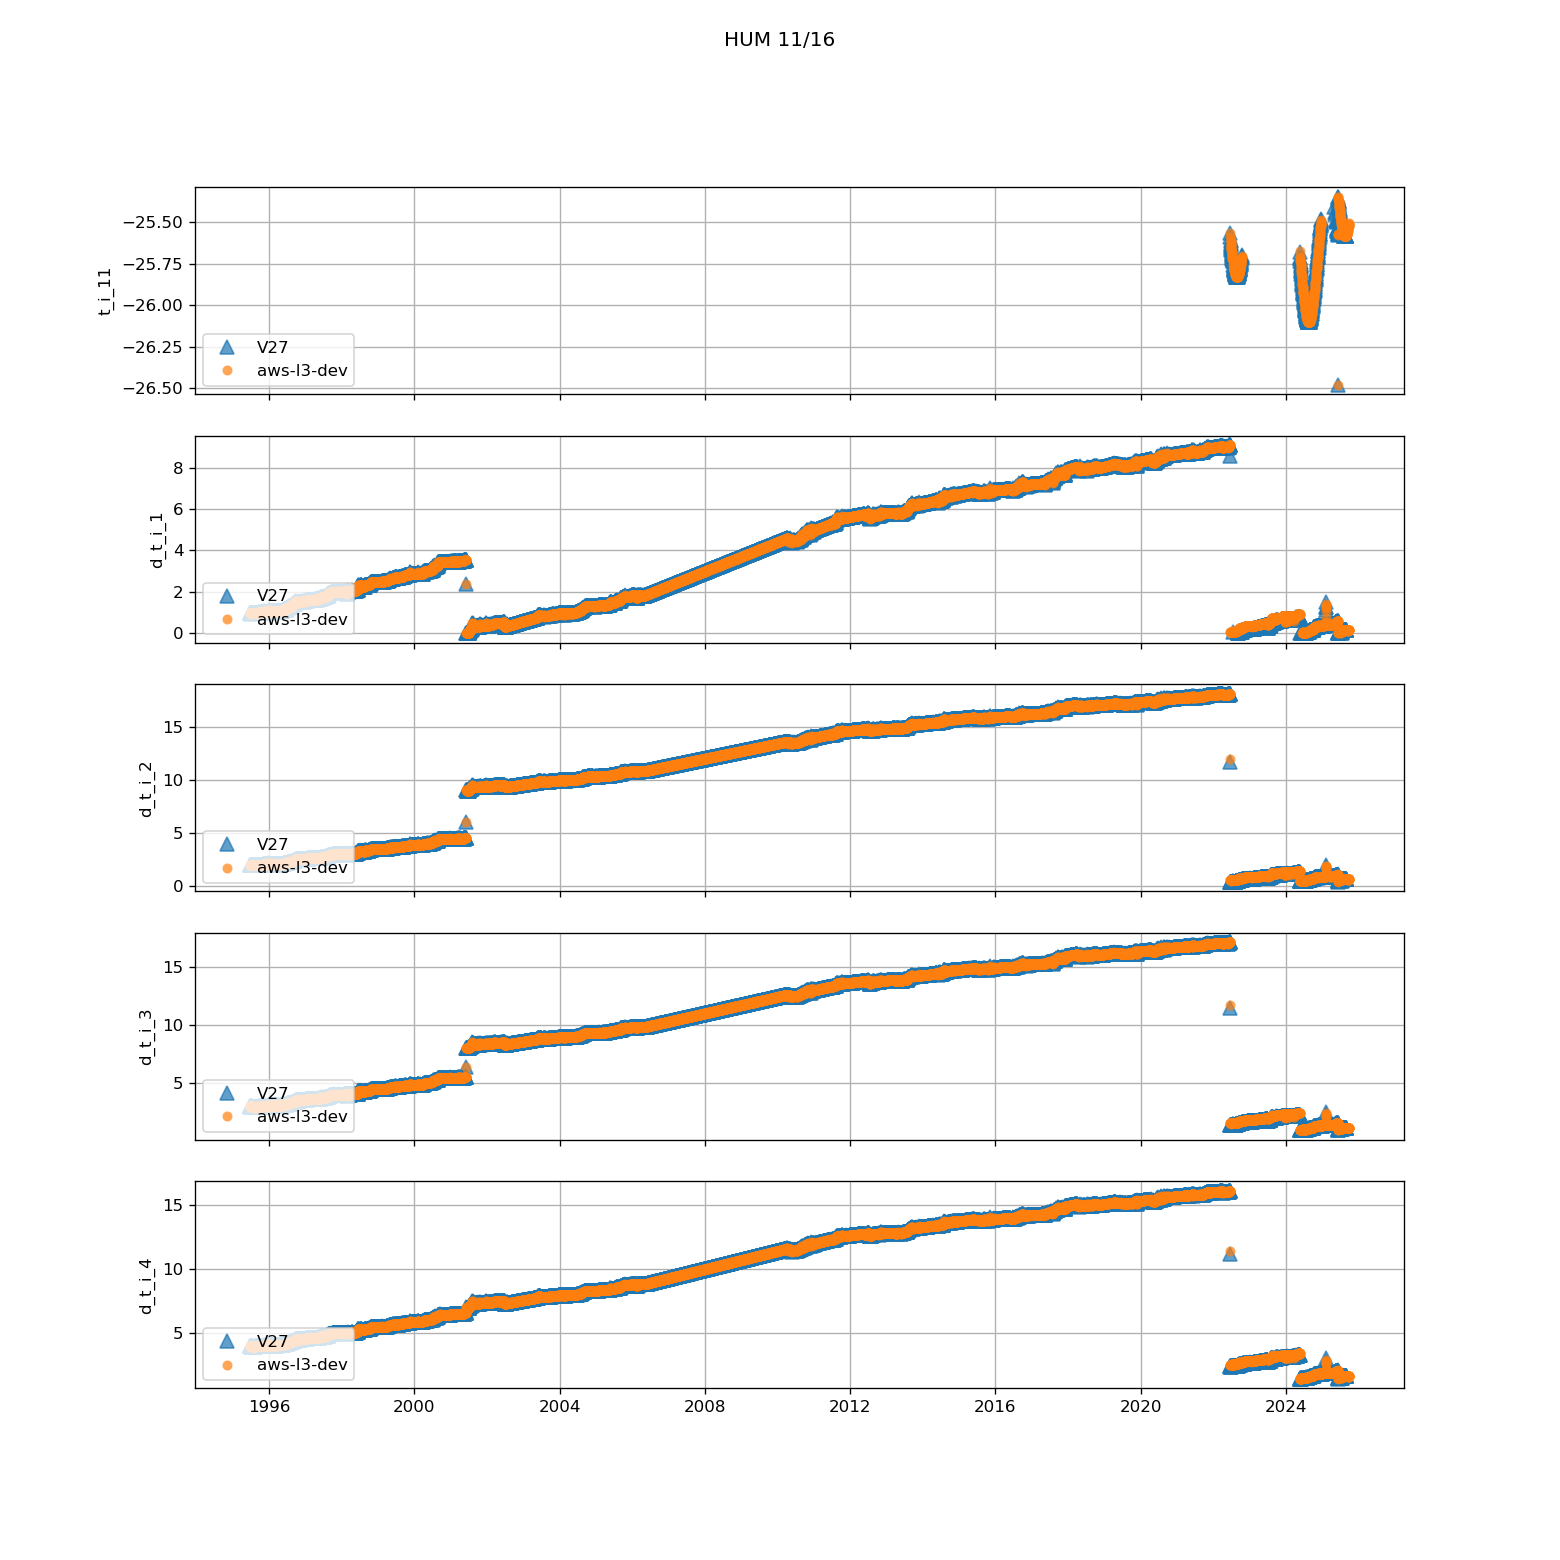 HUM 11/16
−25.50
−25.75
−26.00
−26.25
−26.50
t_i_11
V27
aws-l3-dev
8
6
4
2
0
d_t_i_1
V27
aws-l3-dev
15
10
5
0
d_t_i_2
V27
aws-l3-dev
15
10
5
d_t_i_3
V27
aws-l3-dev
15
10
5
d_t_i_4
V27
aws-l3-dev
1996 2000 2004 2008 2012 2016 2020 2024